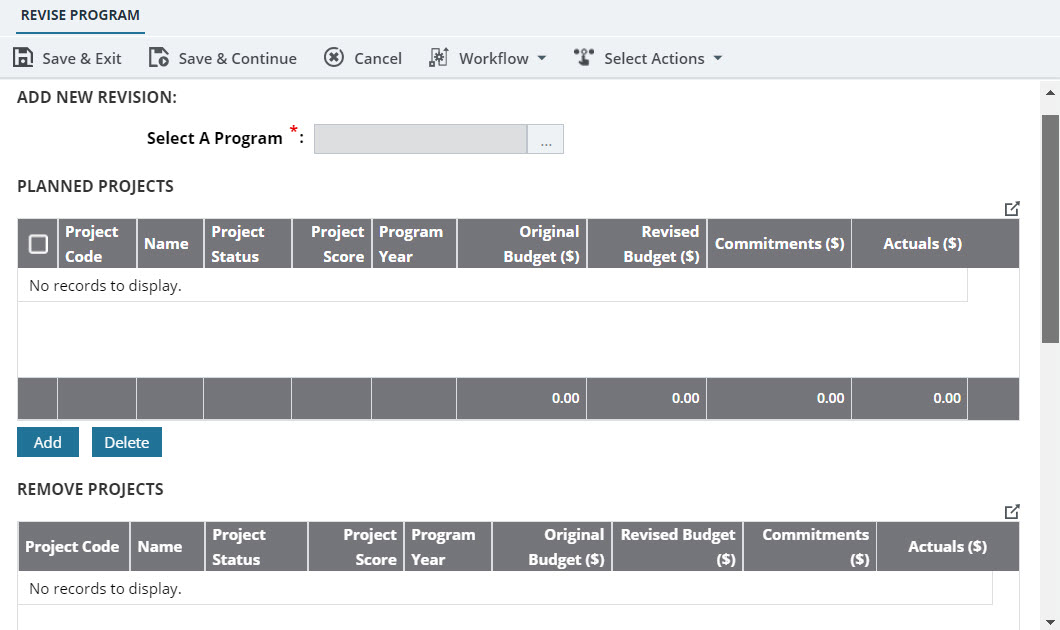 REVISE PROGRAM
Save & Exit Save & Continue Cancel Workflow Select Actions
ADD NEW REVISION:
Select A Program *:
...
PLANNED PROJECTS
Project Code Name Project Status Project Score Program Year Original Budget ($) Revised Budget ($) Commitments ($) Actuals ($)
No records to display.
0.00 0.00 0.00 0.00
Add Delete
REMOVE PROJECTS
Project Code Name Project Status Project Score Program Year Original Budget ($) Revised Budget ($) Commitments ($) Actuals ($)
No records to display.